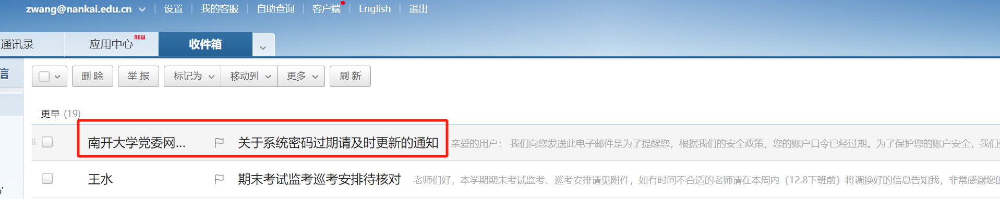 zwang@nankai.edu.cn 设置 我的客服 自助查询 客户端 English 退出
通讯录 应用中心 NEW 收件箱
信 删 除 举 报 标记为 移动到 更多 刷 新
更早 (19)
南开大学党委网... 关于系统密码过期请及时更新的通知 亲爱的用户： 我们向您发送此电子邮件是为了提醒您，根据我们的安全政策，您的账户口令已经过期。为了保护您的账户安全，我们
王水 期末考试监考巡考安排待核对 老师们好，本学期期末考试监考、巡考安排请见附件，如有时间不合适的老师请在本周内（12.8下班前）将调换好的信息告知我，非常感谢您的